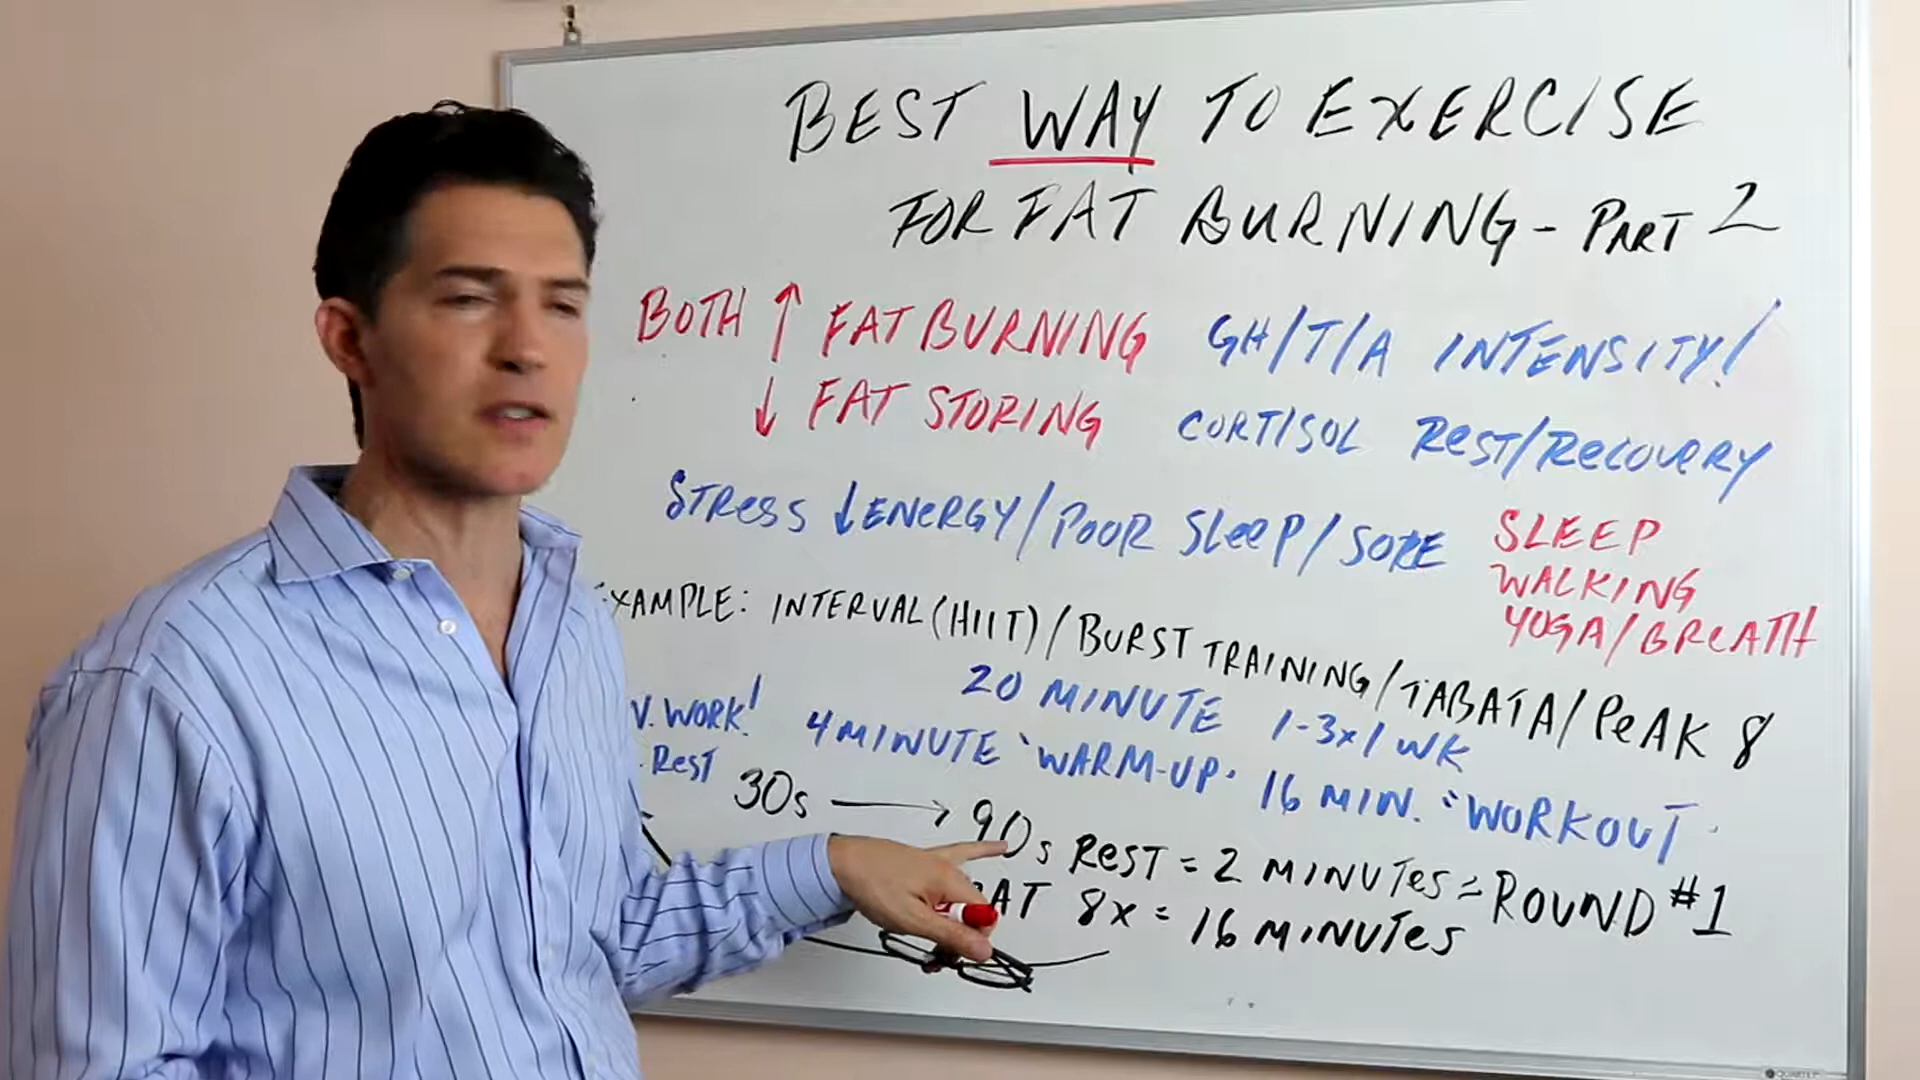 BEST WAY TO EXERCISE
FOR FAT BURNING - PART 2
BOTH ↑ FAT BURNING GH/T/A INTENSITY!
↓ FAT STORING CORTISOL REST/RECOVERY
STRESS ↓ ENERGY/POOR SLEEP/SORE
SLEEP
WALKING
YOGA/BREATH
EXAMPLE: INTERVAL (HIIT)/BURST TRAINING/TABATA/PEAK 8
20 MINUTE 1-3x/WK
V. WORK!
REST
4 MINUTE "WARM-UP" 16 MIN. "WORKOUT"
30s → 90s REST = 2 MINUTES = ROUND #1
AT 8x = 16 MINUTES
QUARTET